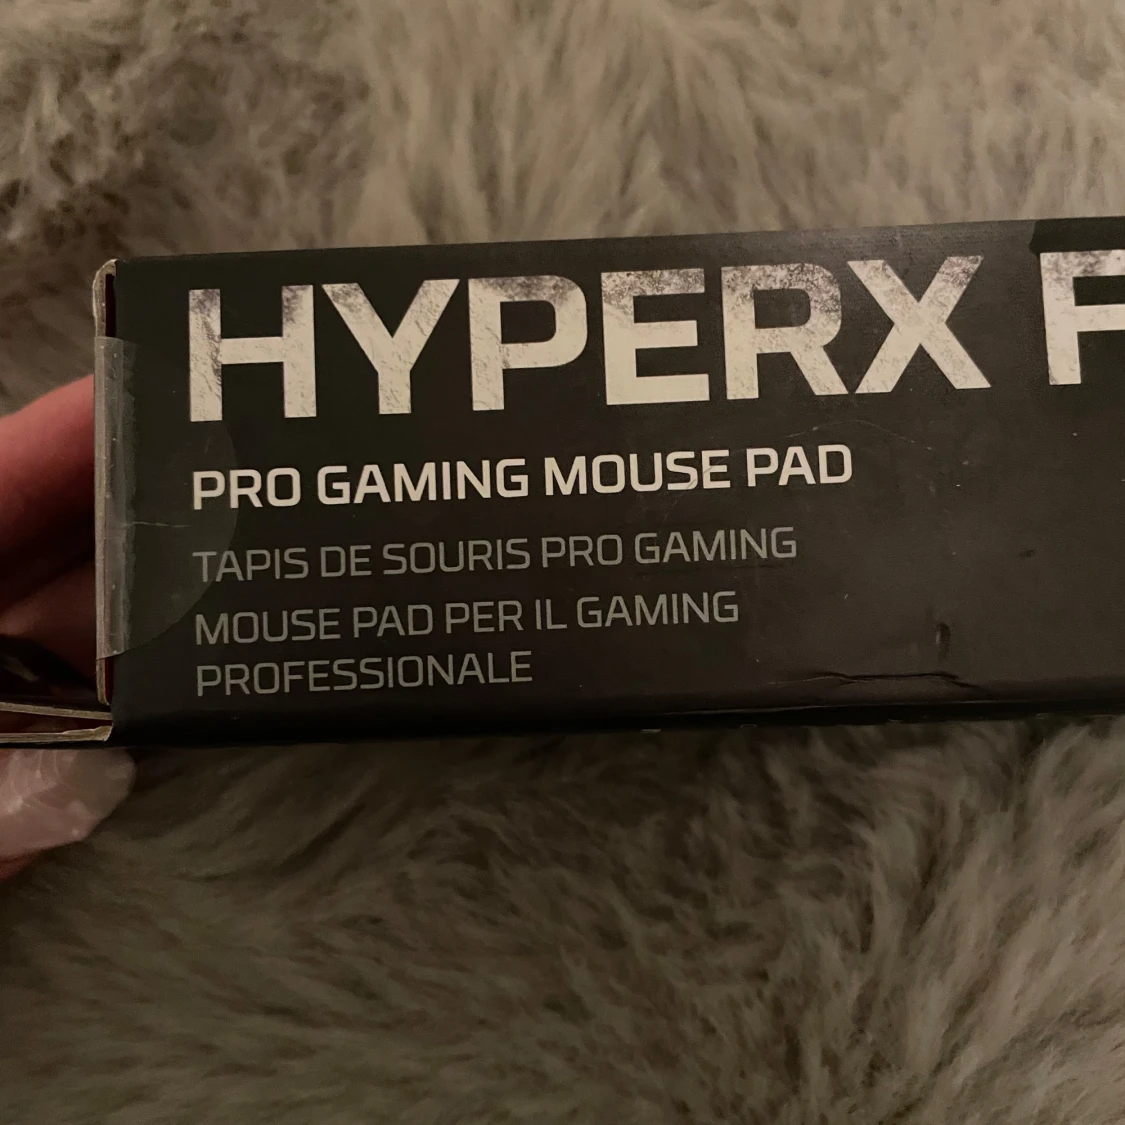 HYPERX F
PRO GAMING MOUSE PAD
TAPIS DE SOURIS PRO GAMING
MOUSE PAD PER IL GAMING
PROFESSIONALE